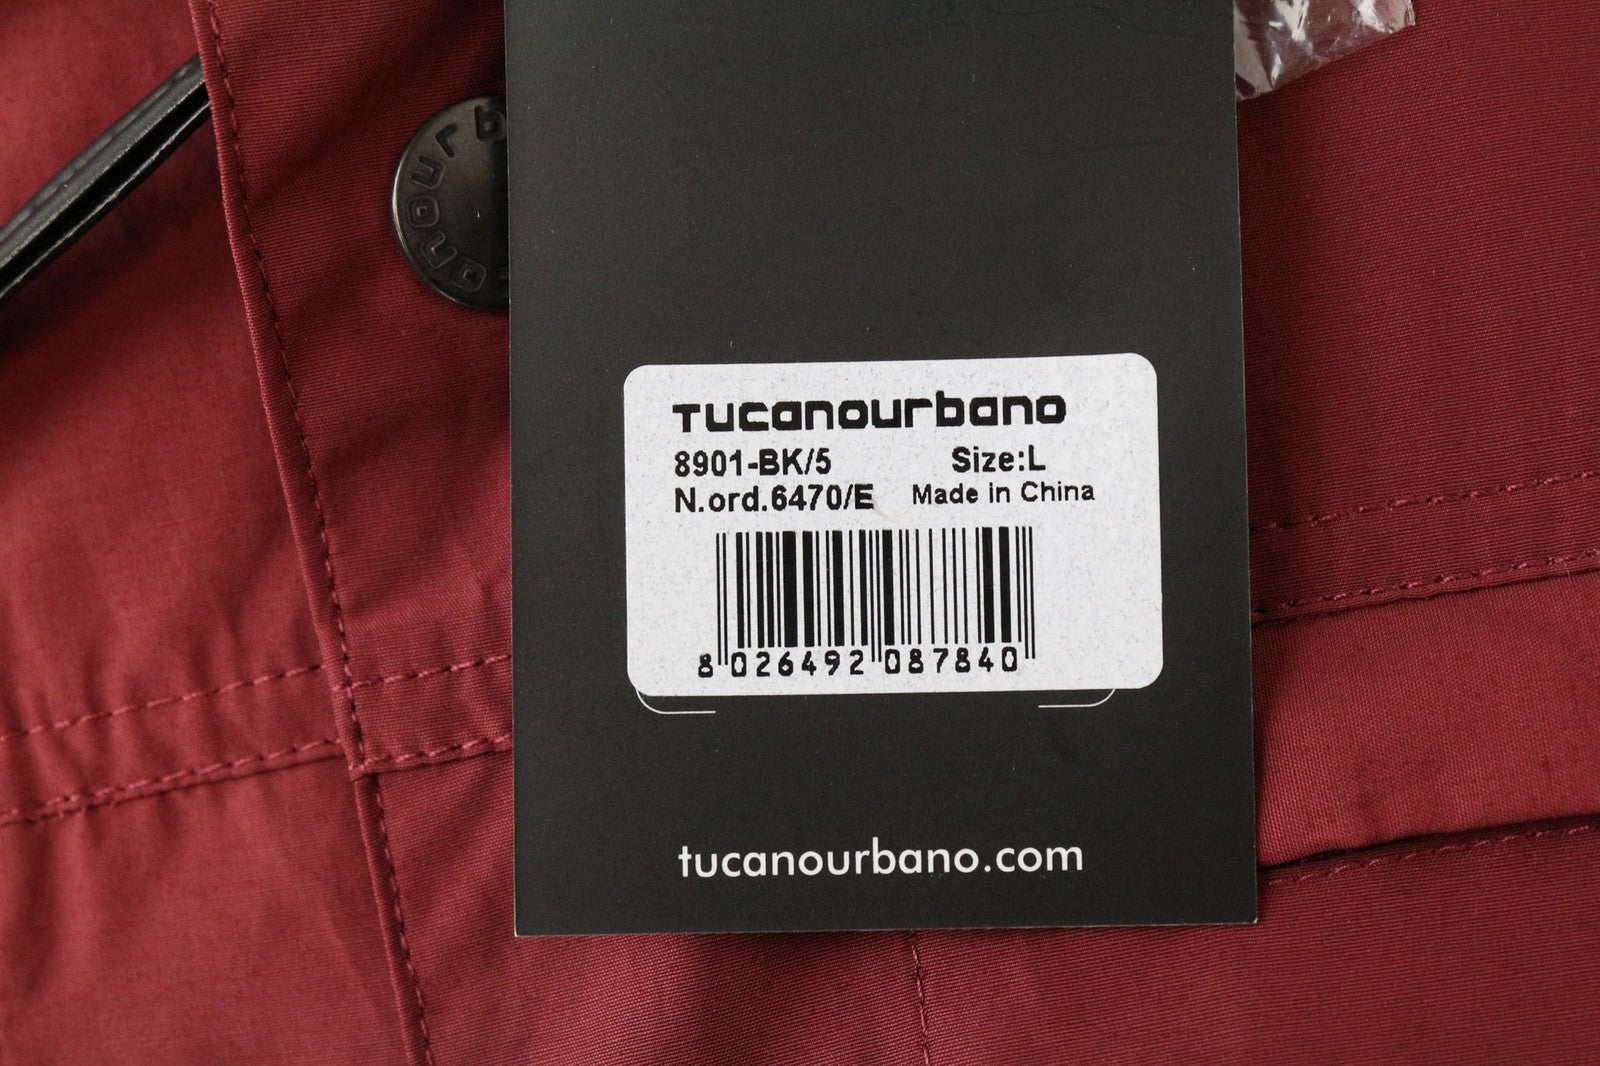 TUCANOURBANO
8901-BK/5 Size:L
N.ord.6470/E Made in China
8 026492 087840
tucanourbano.com